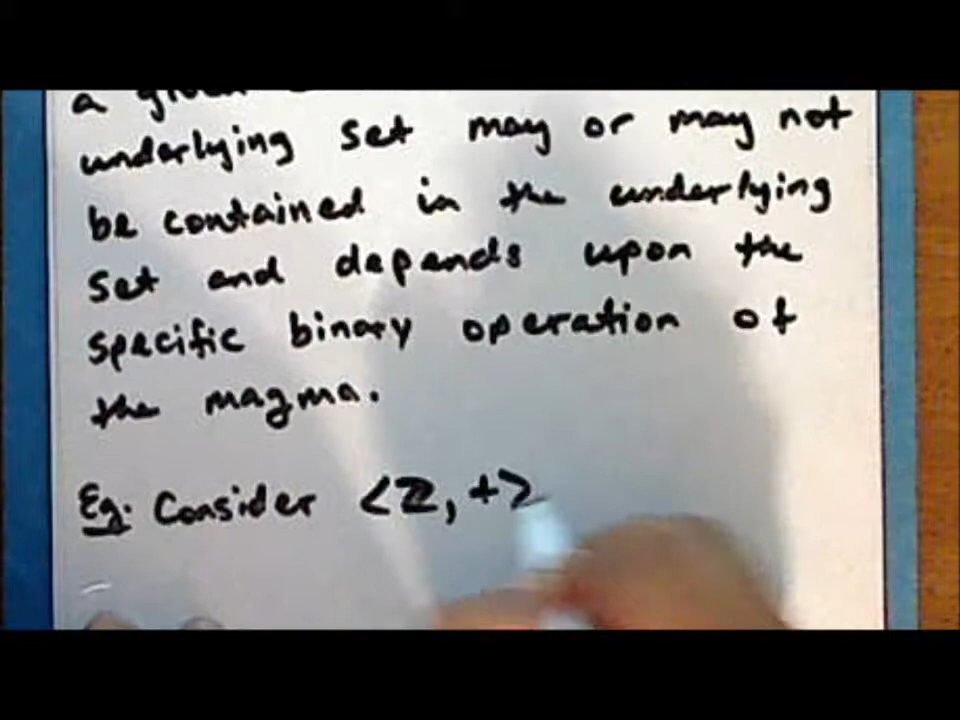 a given
underlying set may or may not
be contained in the underlying
set and depends upon the
specific binary operation of
the magma.
Eg: Consider <ℤ, +>